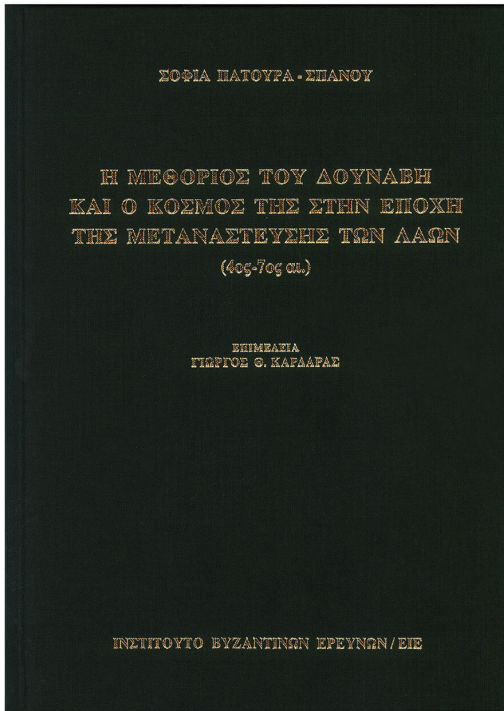 ΣΟΦΙΑ ΠΑΤΟΥΡΑ - ΣΠΑΝΟΥ
Η ΜΕΘΟΡΙΟΣ ΤΟΥ ΔΟΥΝΑΒΗ
ΚΑΙ Ο ΚΟΣΜΟΣ ΤΗΣ ΣΤΗΝ ΕΠΟΧΗ
ΤΗΣ ΜΕΤΑΝΑΣΤΕΥΣΗΣ ΤΩΝ ΛΑΩΝ
(4ος-7ος αι.)
ΕΠΙΜΕΛΕΙΑ
ΓΙΩΡΓΟΣ Θ. ΚΑΡΔΑΡΑΣ
ΙΝΣΤΙΤΟΥΤΟ ΒΥΖΑΝΤΙΝΩΝ ΕΡΕΥΝΩΝ / ΕΙΕ